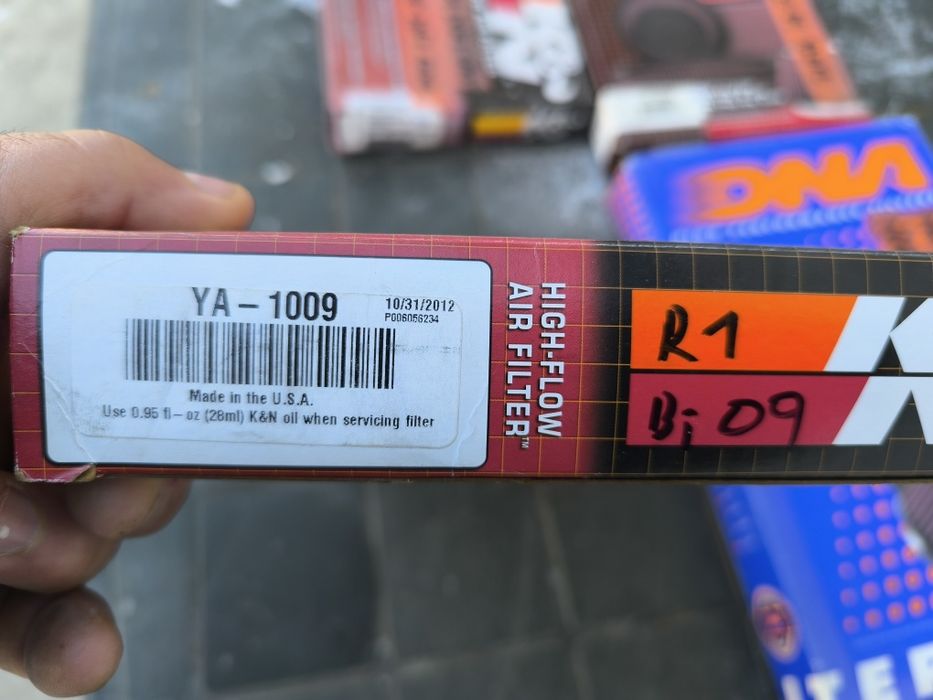 DNA
YA – 1009
10/31/2012
P006056234
Made in the U.S.A.
Use 0.95 fl – oz (28ml) K&N oil when servicing filter
HIGH-FLOW
AIR FILTER™
R1
Bj 09
K